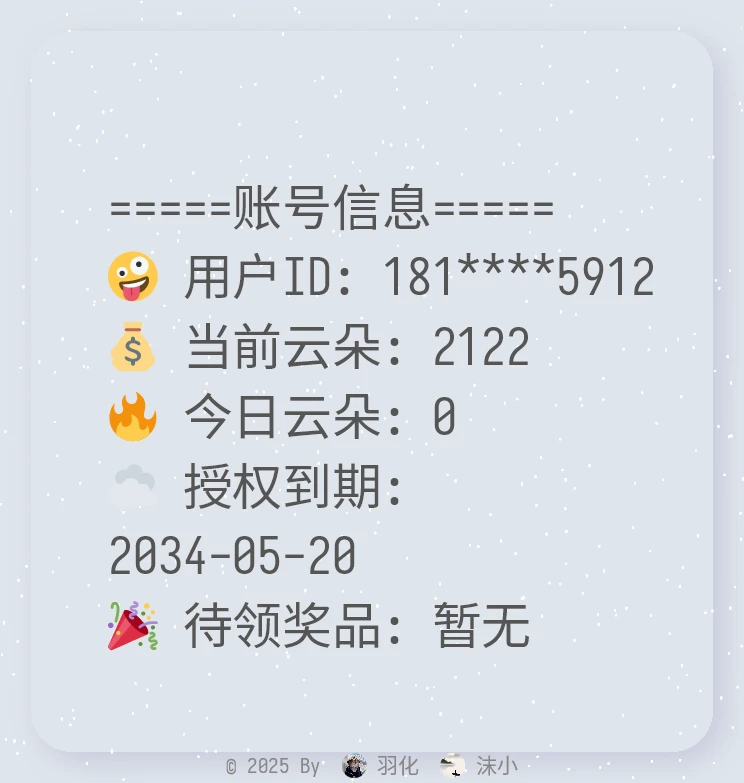 =====账号信息=====
🤪 用户ID: 181****5912
💰 当前云朵: 2122
🔥 今日云朵: 0
☁️ 授权到期:
2034-05-20
🎉 待领奖品: 暂无
© 2025 By 羽化 沫小